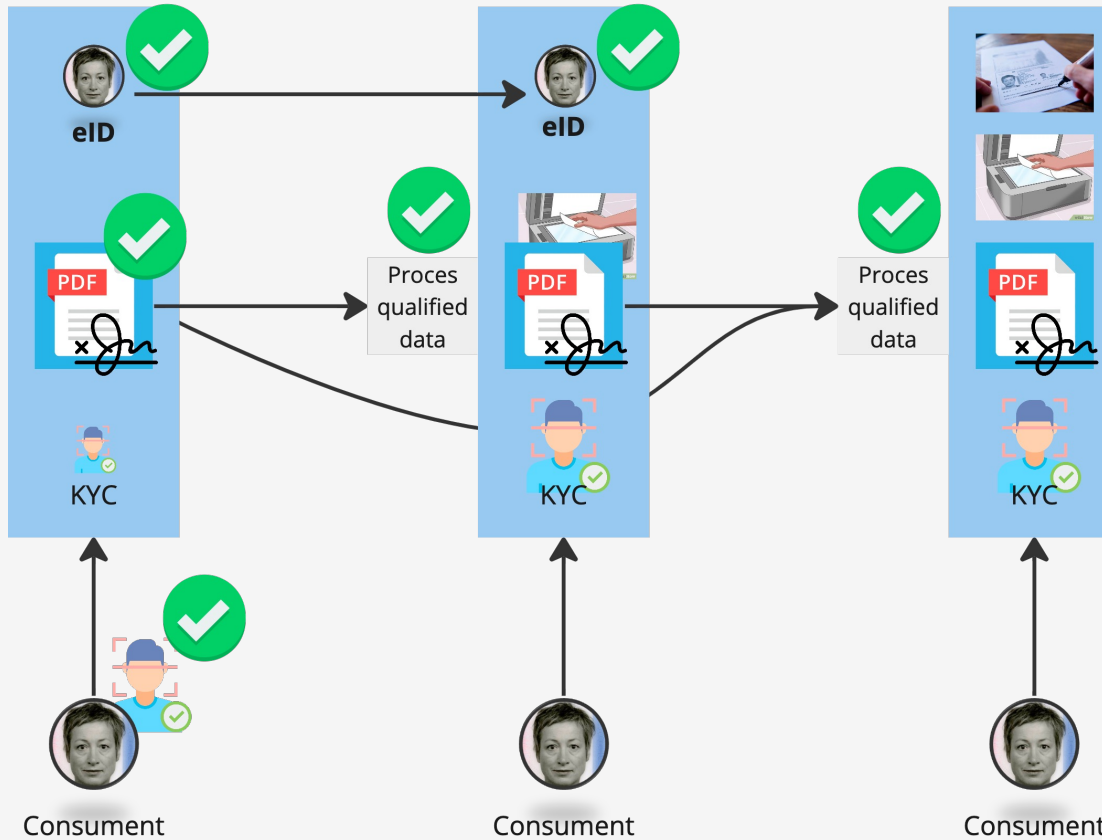 eID
eID
PDF
Proces
qualified
data
PDF
Proces
qualified
data
PDF
KYC
KYC
KYC
Consument
Consument
Consument